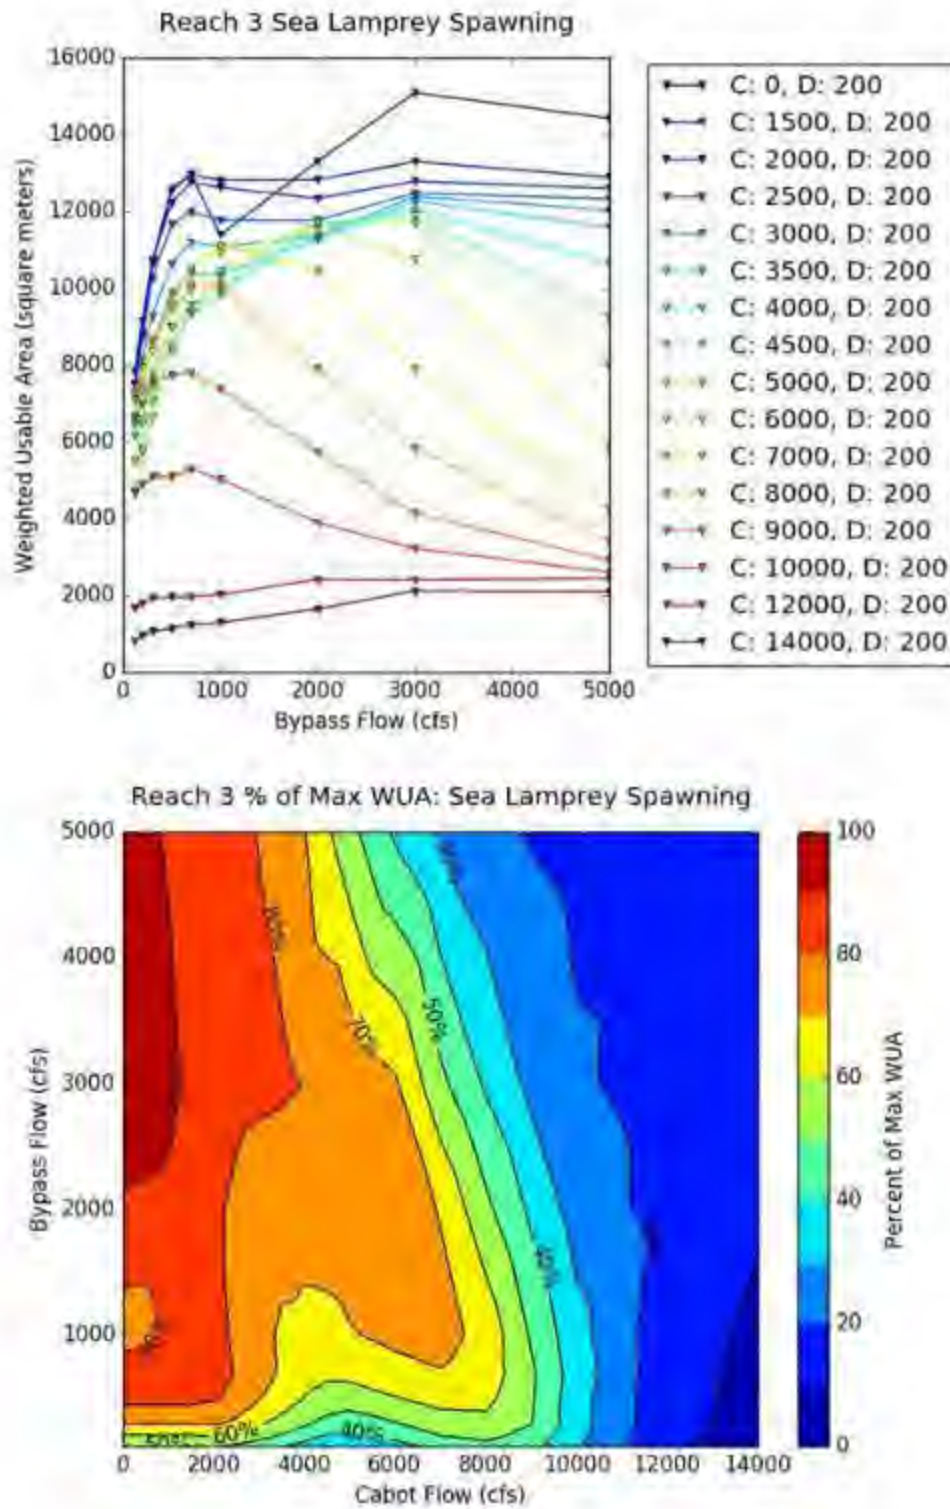 Reach 3 Sea Lamprey Spawning
16000
14000
12000
10000
8000
6000
4000
2000
0
Weighted Usable Area (square meters)
0 1000 2000 3000 4000 5000
Bypass Flow (cfs)
C: 0, D: 200
C: 1500, D: 200
C: 2000, D: 200
C: 2500, D: 200
C: 3000, D: 200
C: 3500, D: 200
C: 4000, D: 200
C: 4500, D: 200
C: 5000, D: 200
C: 6000, D: 200
C: 7000, D: 200
C: 8000, D: 200
C: 9000, D: 200
C: 10000, D: 200
C: 12000, D: 200
C: 14000, D: 200
Reach 3 % of Max WUA: Sea Lamprey Spawning
5000
4000
3000
2000
1000
Bypass Flow (cfs)
80%
70%
50%
40%
60%
40%
0 2000 4000 6000 8000 10000 12000 14000
Cabot Flow (cfs)
100
80
60
40
20
0
Percent of Max WUA